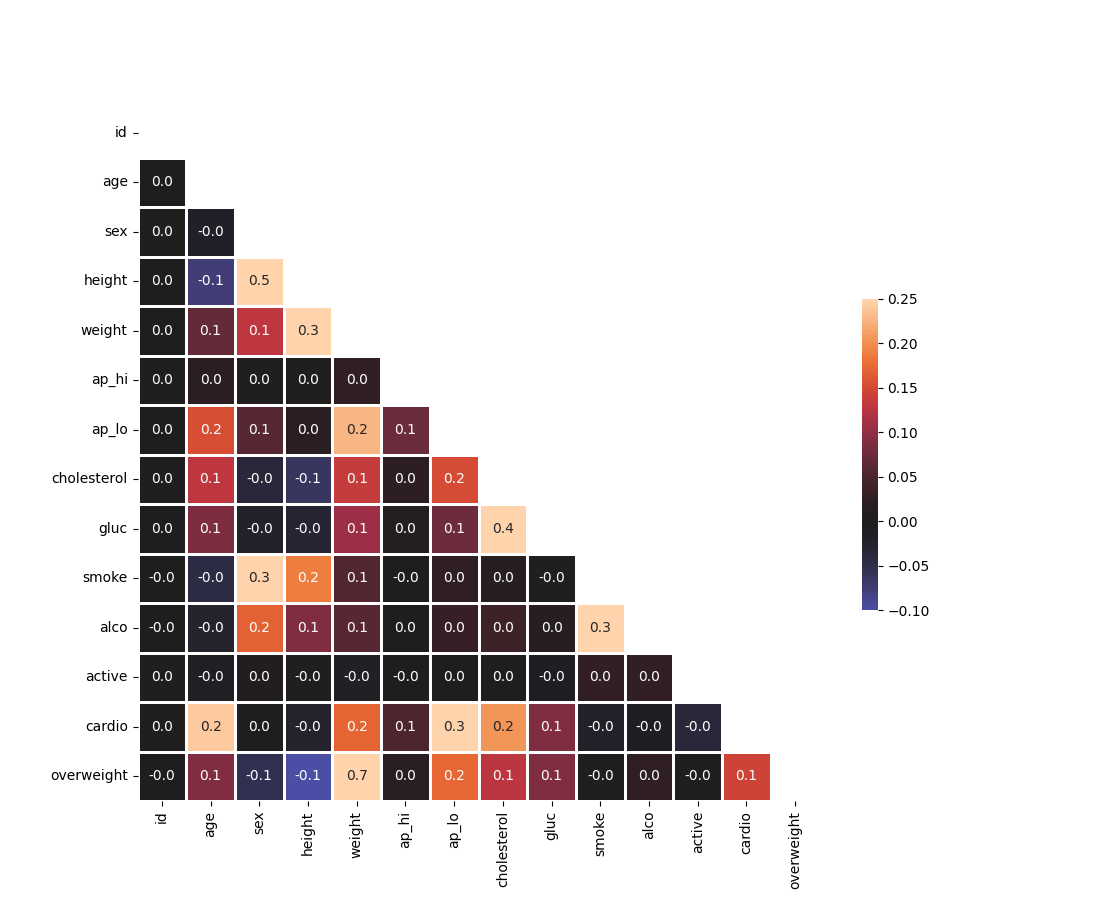 id
age 0.0
sex 0.0 -0.0
height 0.0 -0.1 0.5
weight 0.0 0.1 0.1 0.3
ap_hi 0.0 0.0 0.0 0.0 0.0
ap_lo 0.0 0.2 0.1 0.0 0.2 0.1
cholesterol 0.0 0.1 -0.0 -0.1 0.1 0.0 0.2
gluc 0.0 0.1 -0.0 -0.0 0.1 0.0 0.1 0.4
smoke -0.0 -0.0 0.3 0.2 0.1 -0.0 0.0 0.0 -0.0
alco -0.0 -0.0 0.2 0.1 0.1 0.0 0.0 0.0 0.0 0.3
active 0.0 -0.0 0.0 -0.0 -0.0 -0.0 0.0 0.0 -0.0 0.0 0.0
cardio 0.0 0.2 0.0 -0.0 0.2 0.1 0.3 0.2 0.1 -0.0 -0.0 -0.0
overweight -0.0 0.1 -0.1 -0.1 0.7 0.0 0.2 0.1 0.1 -0.0 0.0 -0.0 0.1
id age sex height weight ap_hi ap_lo cholesterol gluc smoke alco active cardio overweight
0.25
0.20
0.15
0.10
0.05
0.00
−0.05
−0.10